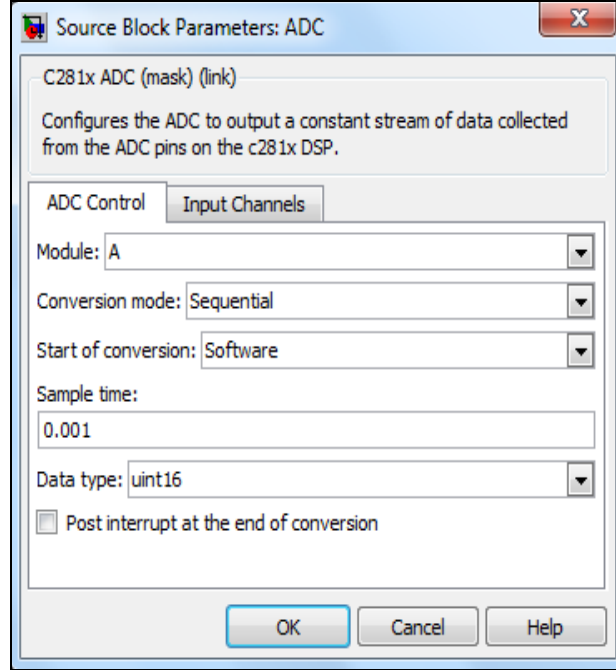 Source Block Parameters: ADC
C281x ADC (mask) (link)
Configures the ADC to output a constant stream of data collected
from the ADC pins on the c281x DSP.
ADC Control
Input Channels
Module: A
Conversion mode: Sequential
Start of conversion: Software
Sample time:
0.001
Data type: uint16
Post interrupt at the end of conversion
OK Cancel Help